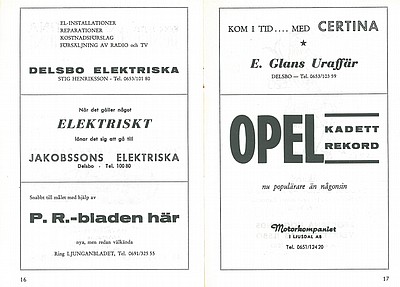 EL-INSTALLATIONER
REPARATIONER
KOSTNADSFÖRSLAG
FÖRSÄLJNING AV RADIO och TV
DELSBO ELEKTRISKA
STIG HENRIKSSON - Tel. 0653/101 80
När det gäller något
ELEKTRISKT
lönar det sig att gå till
JAKOBSSONS ELEKTRISKA
Delsbo - Tel. 100 80
Snabbt till målet med hjälp av
P. R.-bladen här
nya, men redan välkända
Ring LJUNGANBLADET, Tel. 0691/325 55
16
KOM I TID.... MED CERTINA
E. Glans Uraffär
DELSBO — Tel. 0653/103 59
OPEL KADETT
REKORD
nu populärare än någonsin
Motorkompaniet
I LJUSDAL AB
Tel. 0651/124 20
17